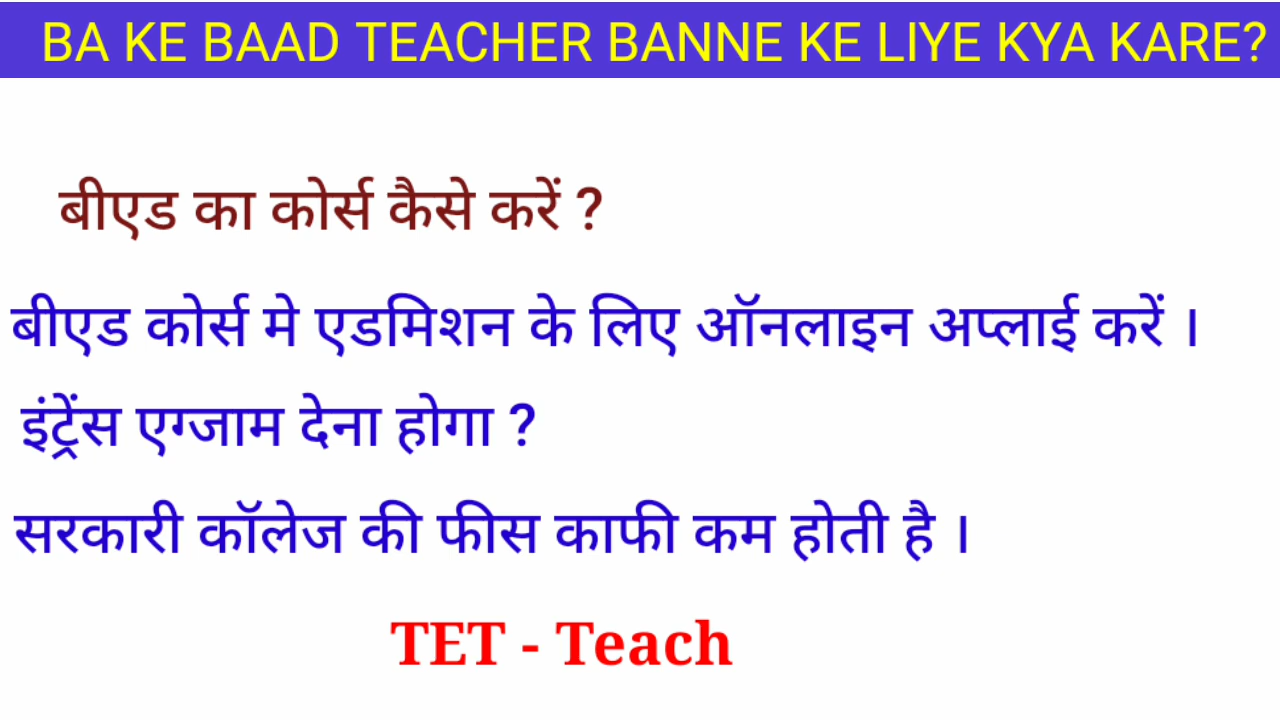 BA KE BAAD TEACHER BANNE KE LIYE KYA KARE?
बीएड का कोर्स कैसे करें ?
बीएड कोर्स मे एडमिशन के लिए ऑनलाइन अप्लाई करें ।
इंट्रेंस एग्जाम देना होगा ?
सरकारी कॉलेज की फीस काफी कम होती है ।
TET - Teach